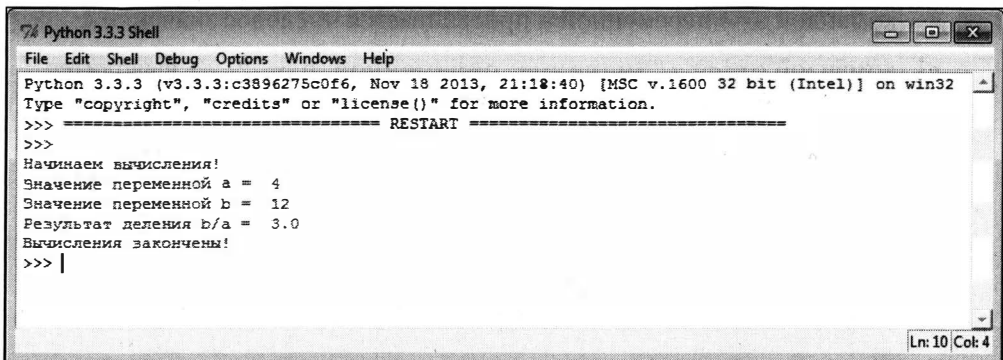 Python 3.3.3 Shell
File Edit Shell Debug Options Windows Help
Python 3.3.3 (v3.3.3:c3896275c0f6, Nov 18 2013, 21:18:40) [MSC v.1600 32 bit (Intel)] on win32
Type "copyright", "credits" or "license()" for more information.
>>> ================================ RESTART ================================
>>>
Начинаем вычисления!
Значение переменной a =  4
Значение переменной b =  12
Результат деления b/a =  3.0
Вычисления закончены!
>>>
Ln: 10 Col: 4